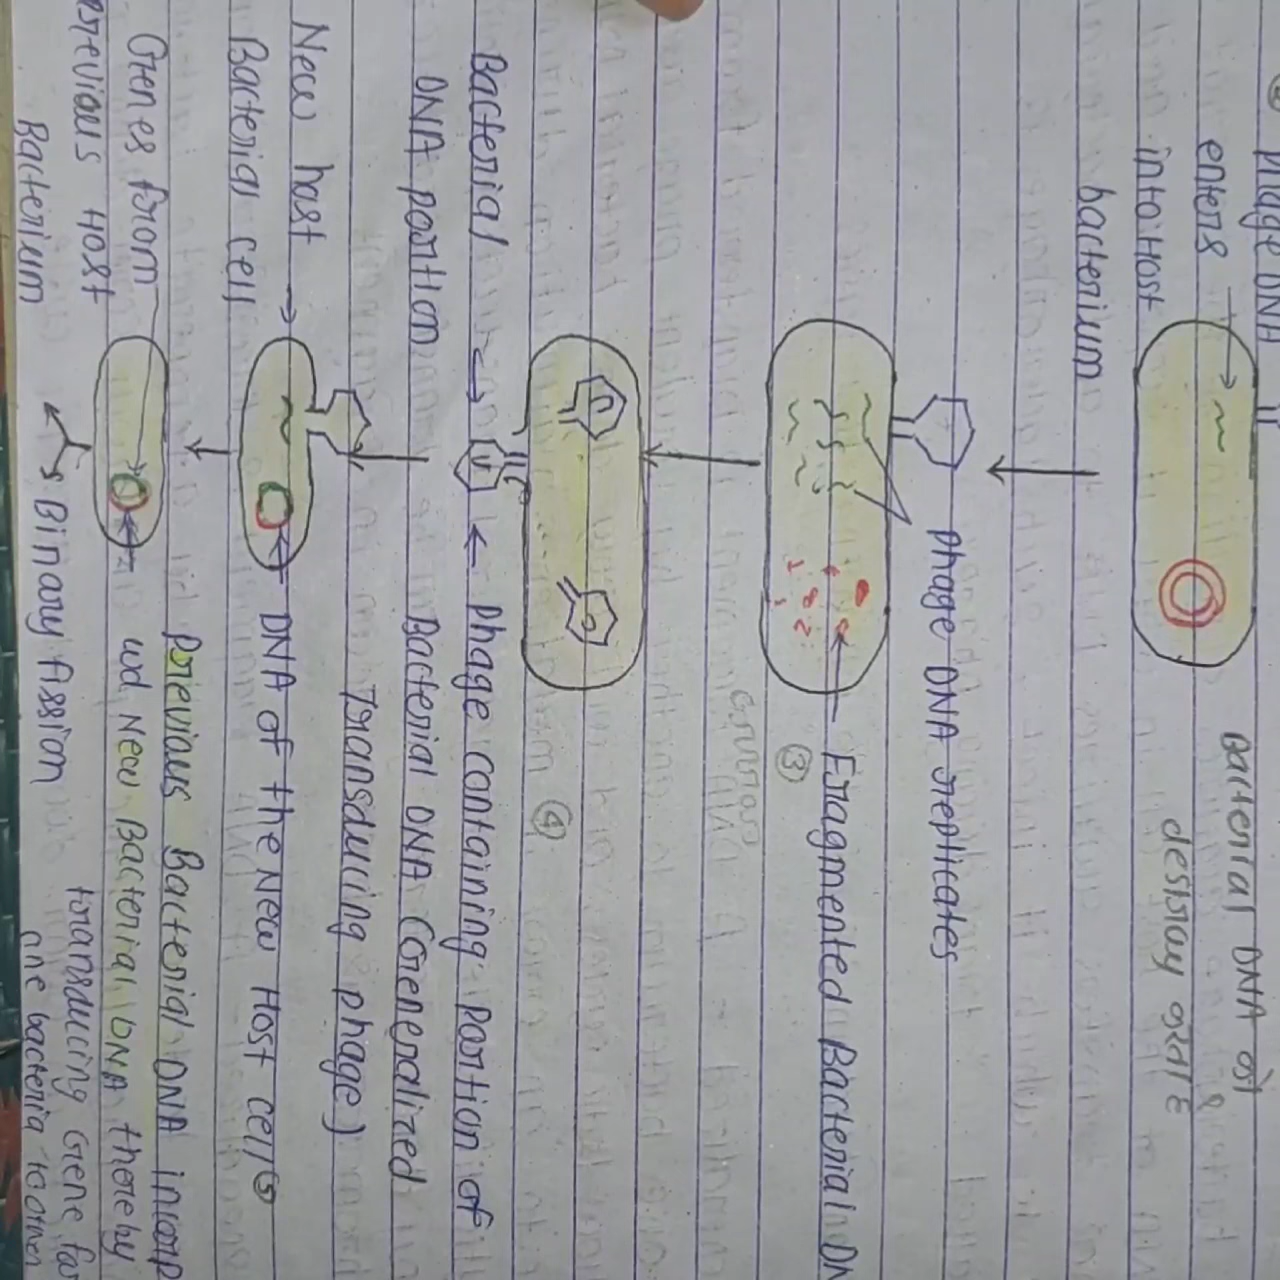 ② Phage DNA
enters →
into Host
bacterium
Bacterial DNA को
destroy करता है
Phage DNA replicates
Fragmented Bacterial DN
③
④
Bacterial →
DNA portion
← Phage containing portion of
Bacterial DNA (Generalized
Transducing phage)
New host →
Bacterial cell
DNA of the New Host cell ⑤
Genes from
previous Host
Bacterium
Previous Bacterial DNA incorp
New Bacterial DNA thereby
transducing Gene for
one bacteria to other
Binary fission